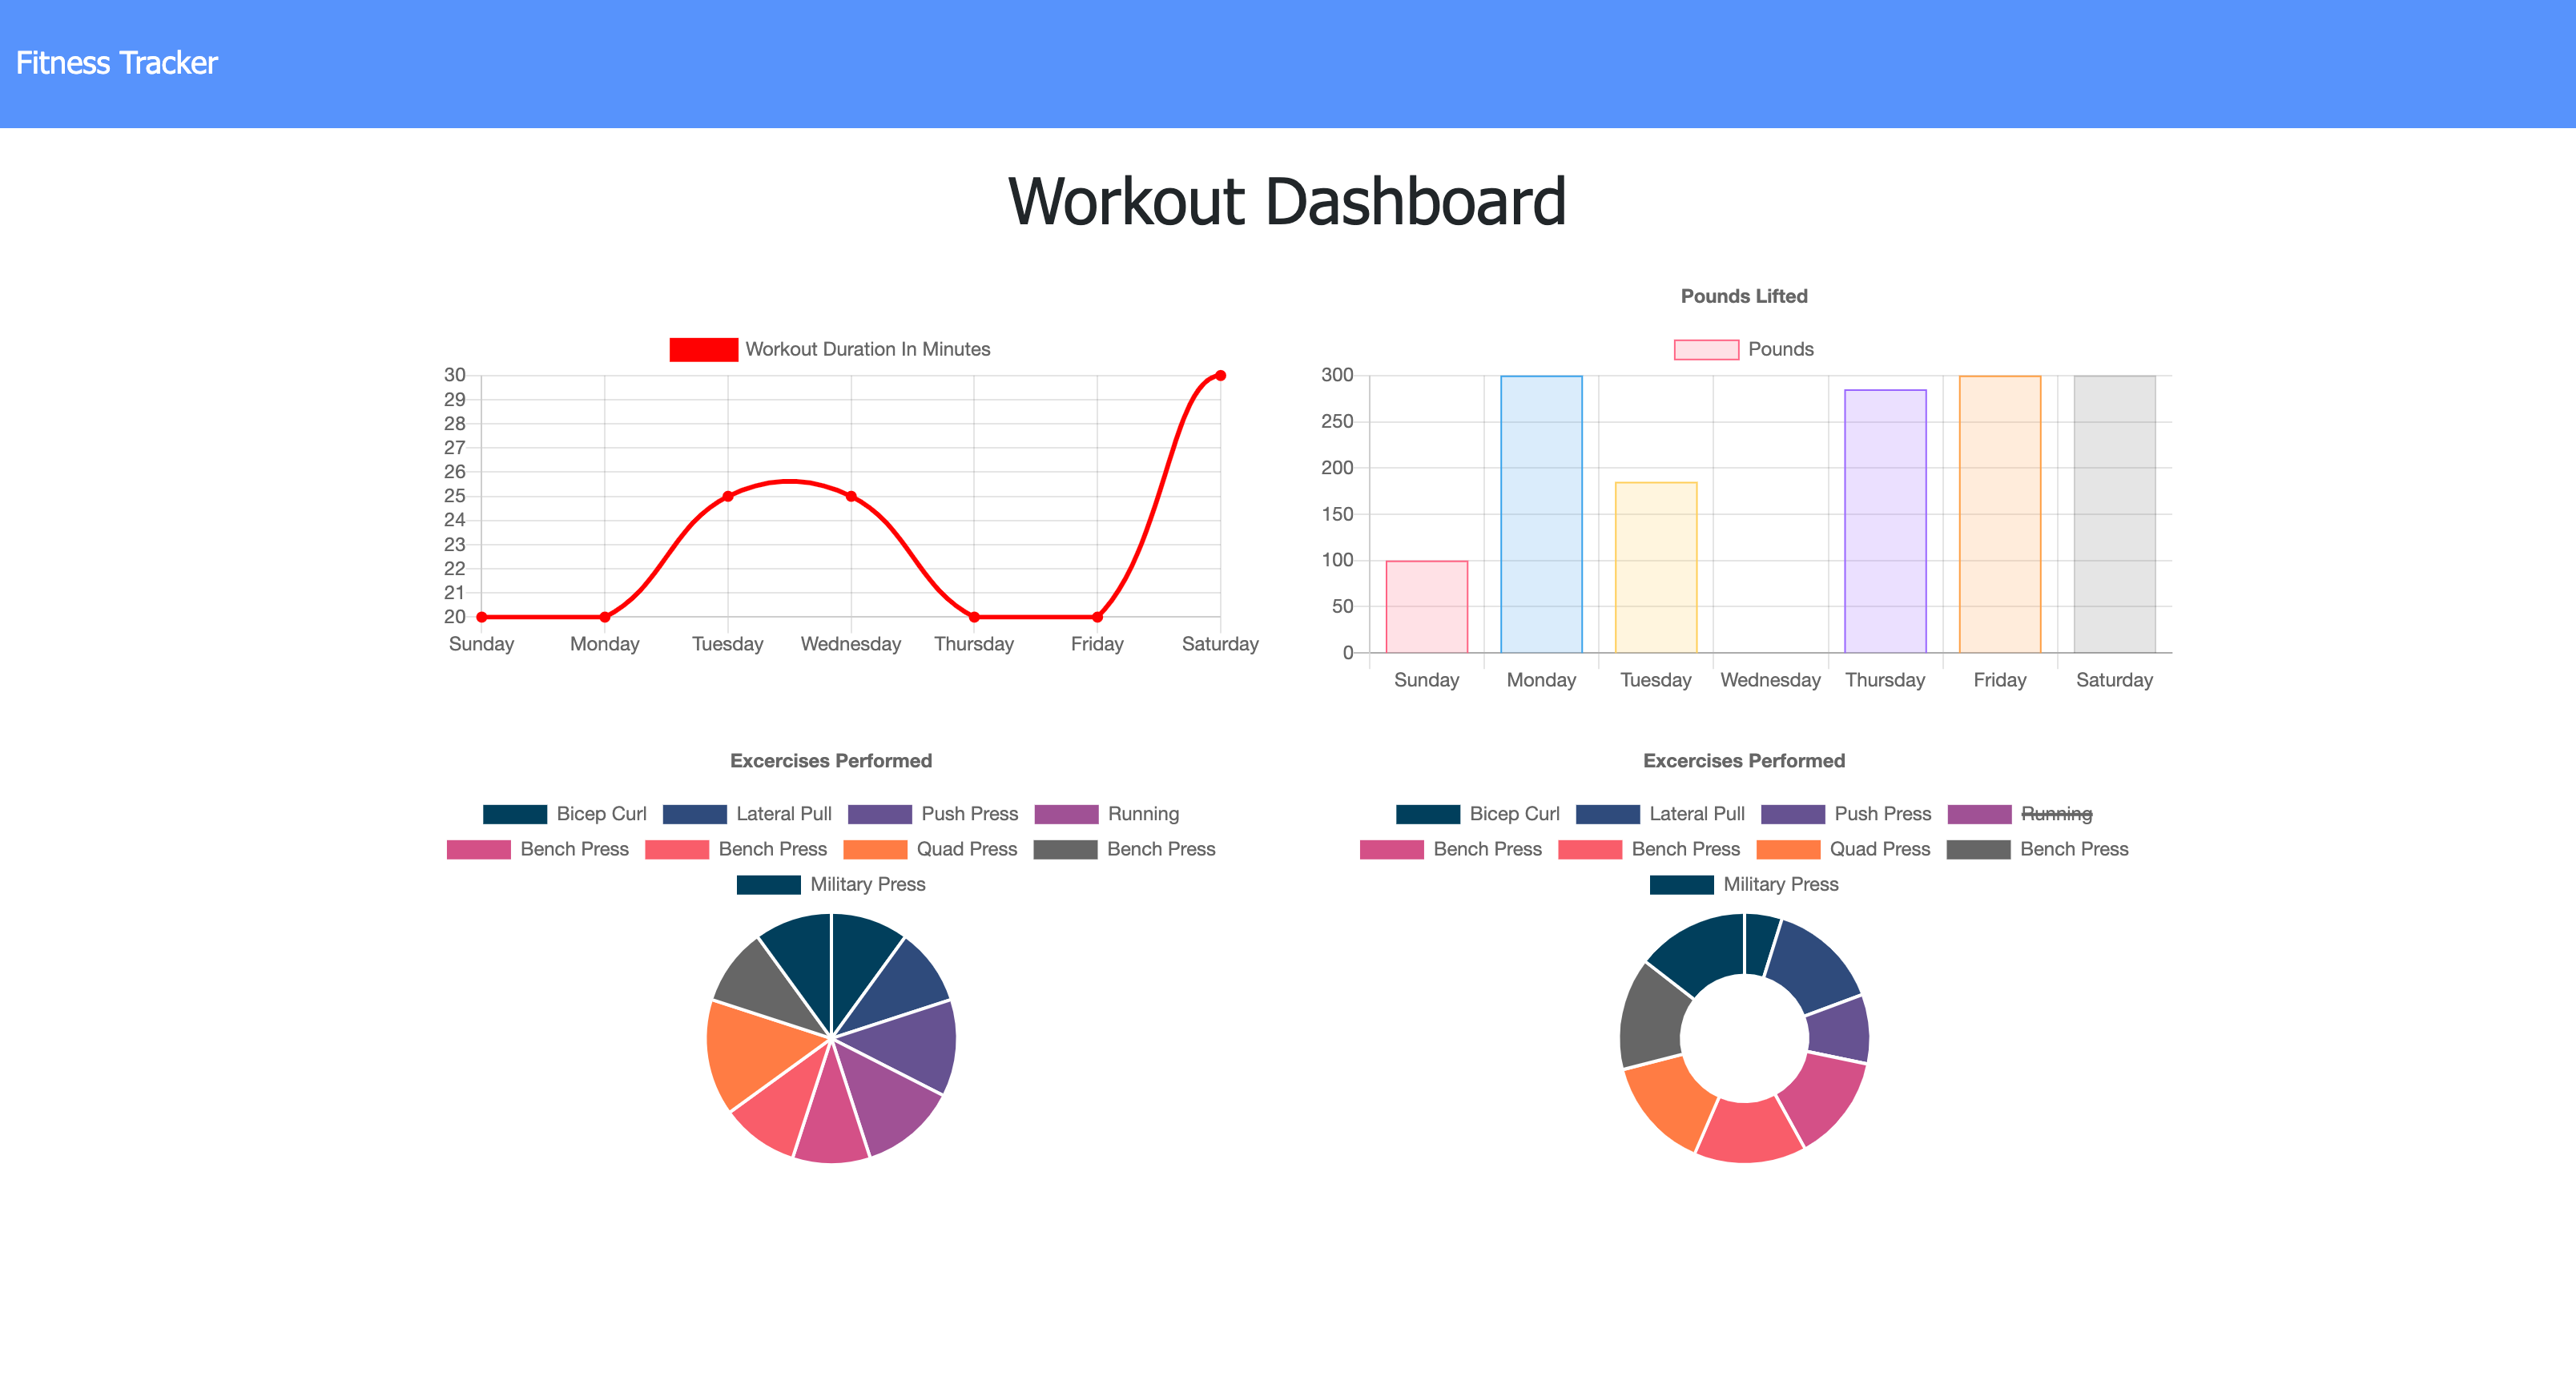 Fitness Tracker
Workout Dashboard
Workout Duration In Minutes
30
29
28
27
26
25
24
23
22
21
20
Sunday Monday Tuesday Wednesday Thursday Friday Saturday
Pounds Lifted
Pounds
300
250
200
150
100
50
0
Sunday Monday Tuesday Wednesday Thursday Friday Saturday
Excercises Performed
Bicep Curl Lateral Pull Push Press Running
Bench Press Bench Press Quad Press Bench Press
Military Press
Excercises Performed
Bicep Curl Lateral Pull Push Press Running
Bench Press Bench Press Quad Press Bench Press
Military Press